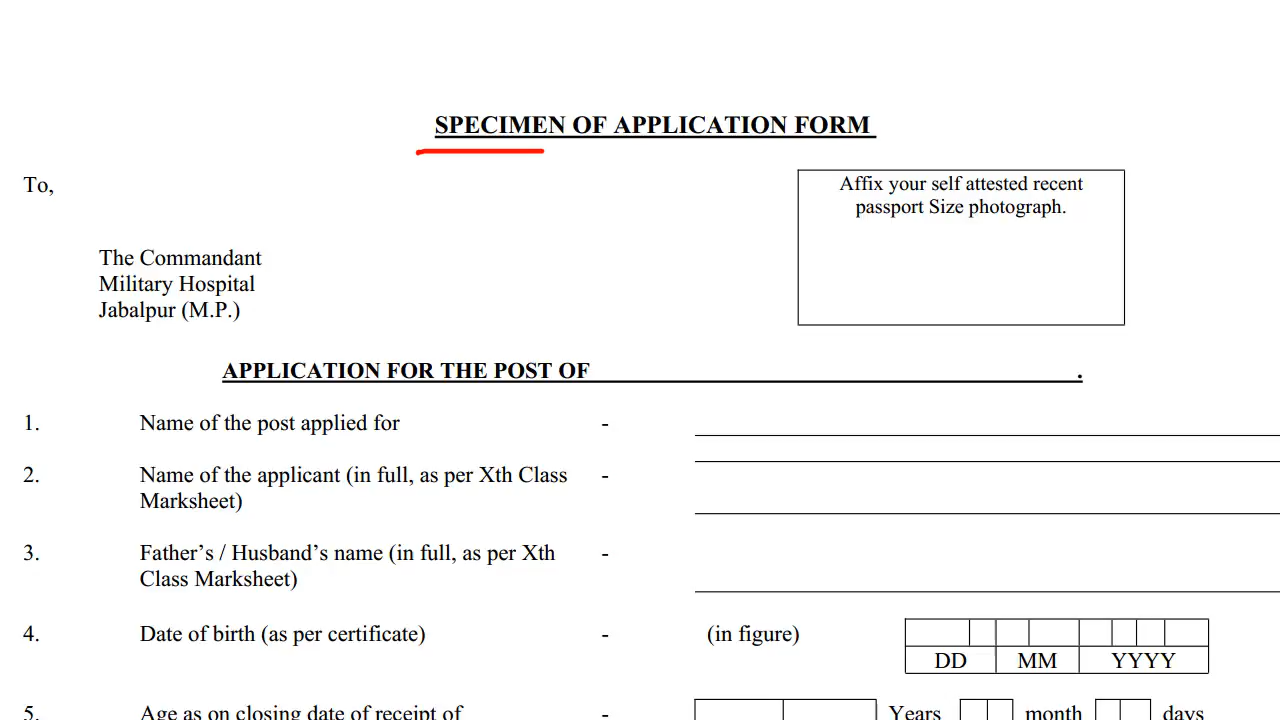 SPECIMEN OF APPLICATION FORM
To,
Affix your self attested recent
passport Size photograph.
The Commandant
Military Hospital
Jabalpur (M.P.)
APPLICATION FOR THE POST OF .
1. Name of the post applied for -
2. Name of the applicant (in full, as per Xth Class -
Marksheet)
3. Father’s / Husband’s name (in full, as per Xth -
Class Marksheet)
4. Date of birth (as per certificate) - (in figure)
DD MM YYYY
5. Age as on closing date of receipt of - Years month days